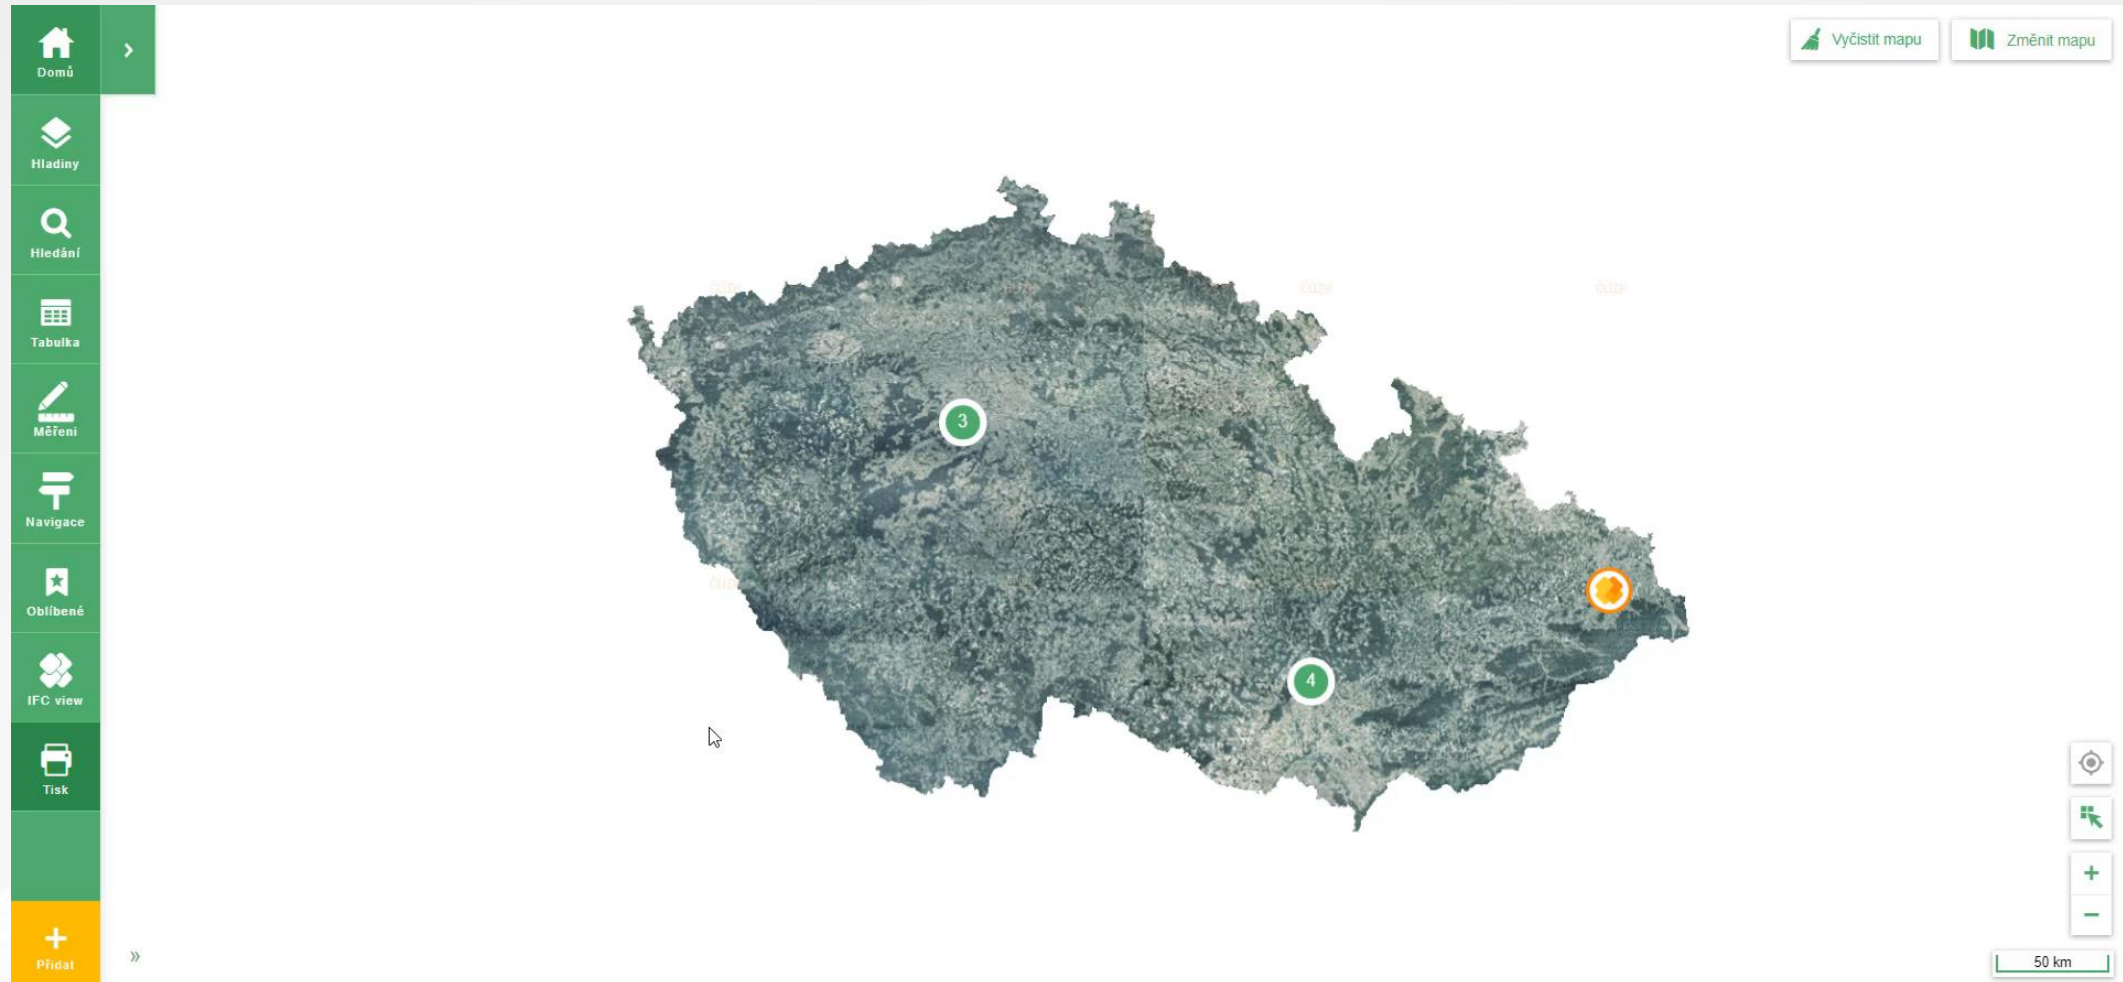 Domů
Vyčistit mapu
Změnit mapu
Hladiny
Hledání
Tabulka
Měření
Navigace
Oblíbené
IFC view
Tisk
Přidat
3
4
50 km